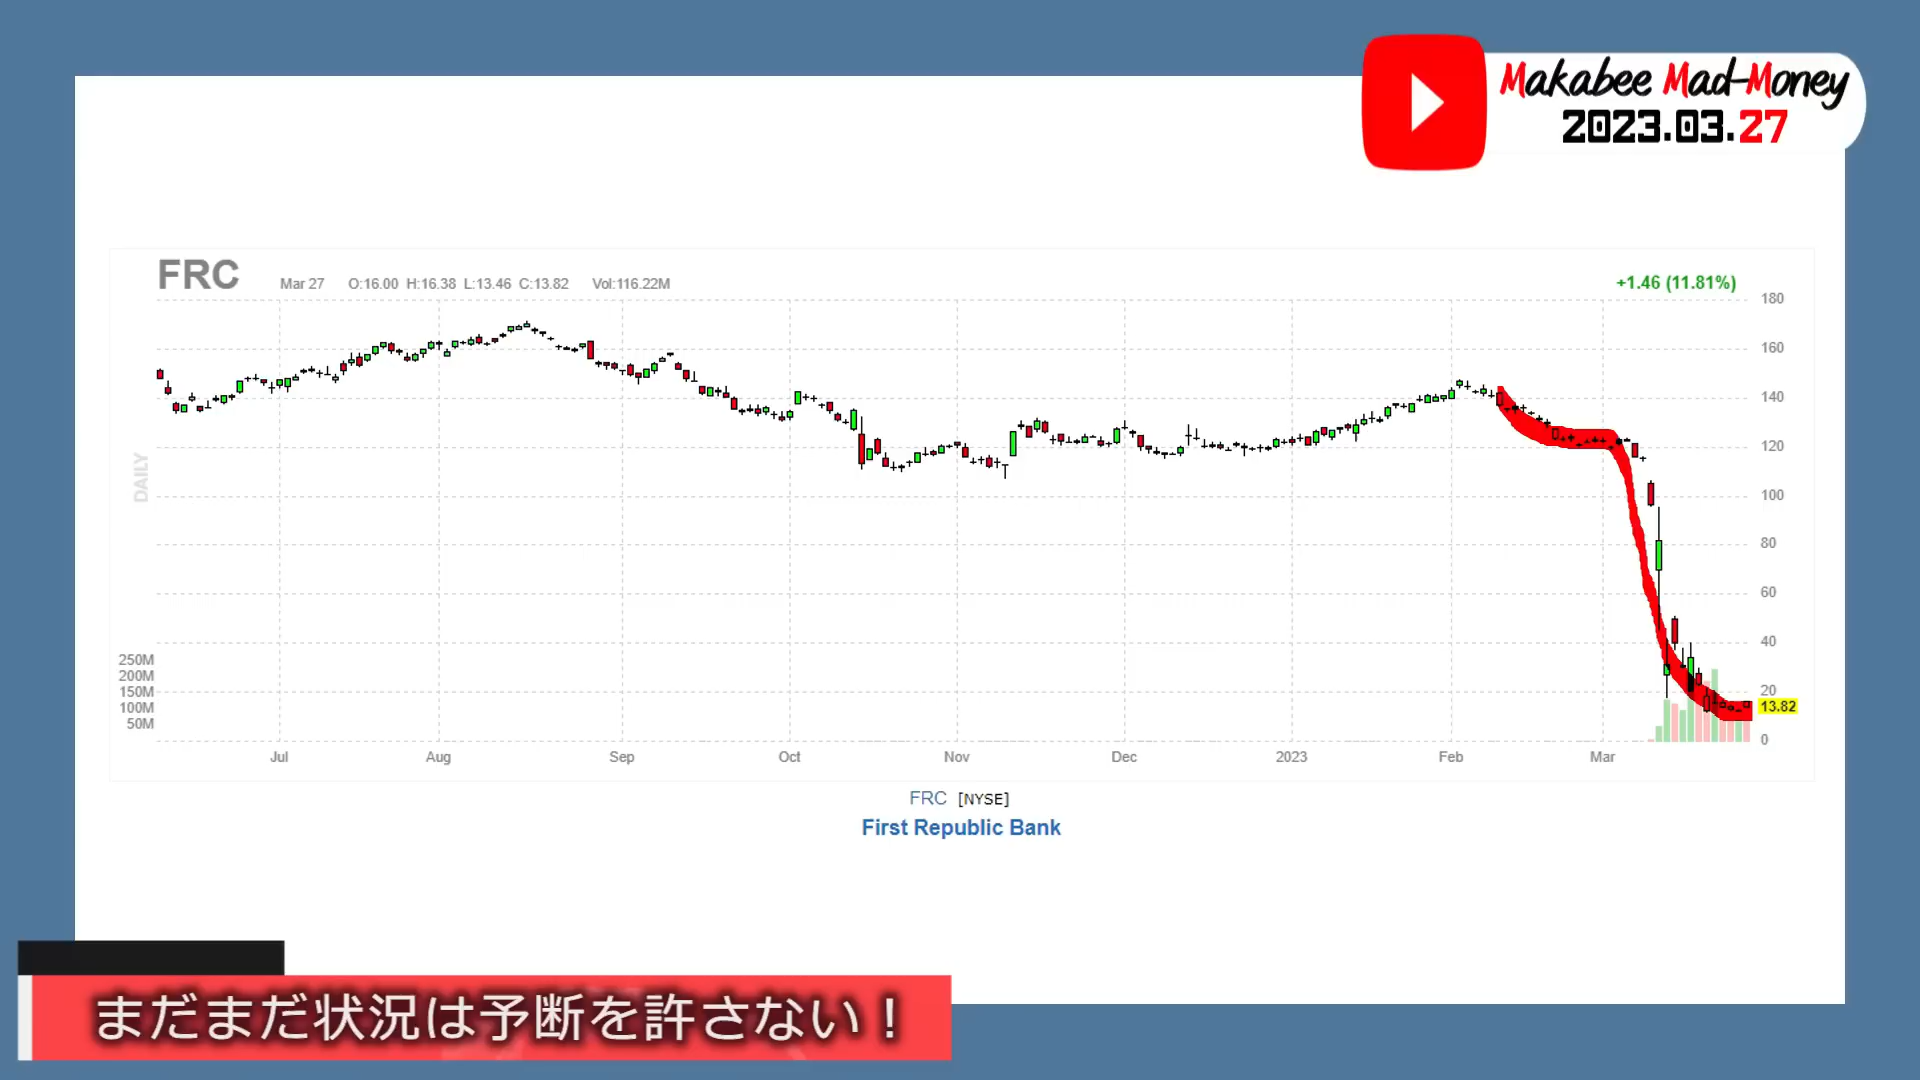 Makabee Mad-Money
2023.03.27
FRC Mar 27 O:16.00 H:16.38 L:13.46 C:13.82 Vol:116.22M +1.46 (11.81%)
180
160
140
120
100
80
60
40
20
13.82
0
DAILY
250M
200M
150M
100M
50M
Jul Aug Sep Oct Nov Dec 2023 Feb Mar
FRC [NYSE]
First Republic Bank
まだまだ状況は予断を許さない！